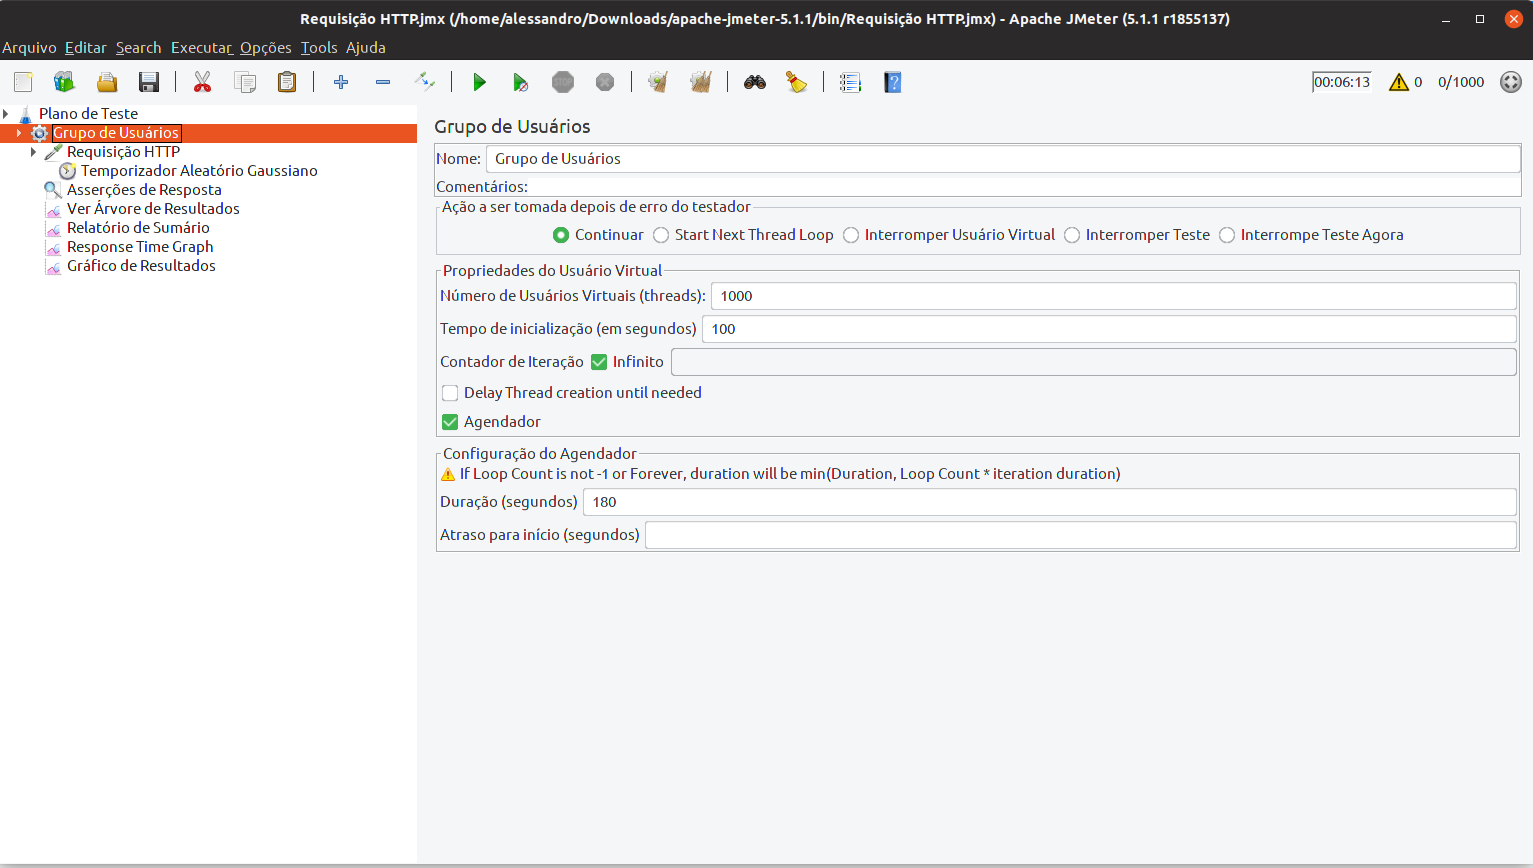 Requisição HTTP.jmx (/home/alessandro/Downloads/apache-jmeter-5.1.1/bin/Requisição HTTP.jmx) - Apache JMeter (5.1.1 r1855137)
Arquivo Editar Search Executar Opções Tools Ajuda
STOP 00:06:13 0 0/1000
Plano de Teste
Grupo de Usuários
Requisição HTTP
Temporizador Aleatório Gaussiano
Asserções de Resposta
Ver Árvore de Resultados
Relatório de Sumário
Response Time Graph
Gráfico de Resultados
Grupo de Usuários
Nome: Grupo de Usuários
Comentários:
Ação a ser tomada depois de erro do testador
Continuar Start Next Thread Loop Interromper Usuário Virtual Interromper Teste Interrompe Teste Agora
Propriedades do Usuário Virtual
Número de Usuários Virtuais (threads): 1000
Tempo de inicialização (em segundos) 100
Contador de Iteração Infinito
Delay Thread creation until needed
Agendador
Configuração do Agendador
If Loop Count is not -1 or Forever, duration will be min(Duration, Loop Count * iteration duration)
Duração (segundos) 180
Atraso para início (segundos)